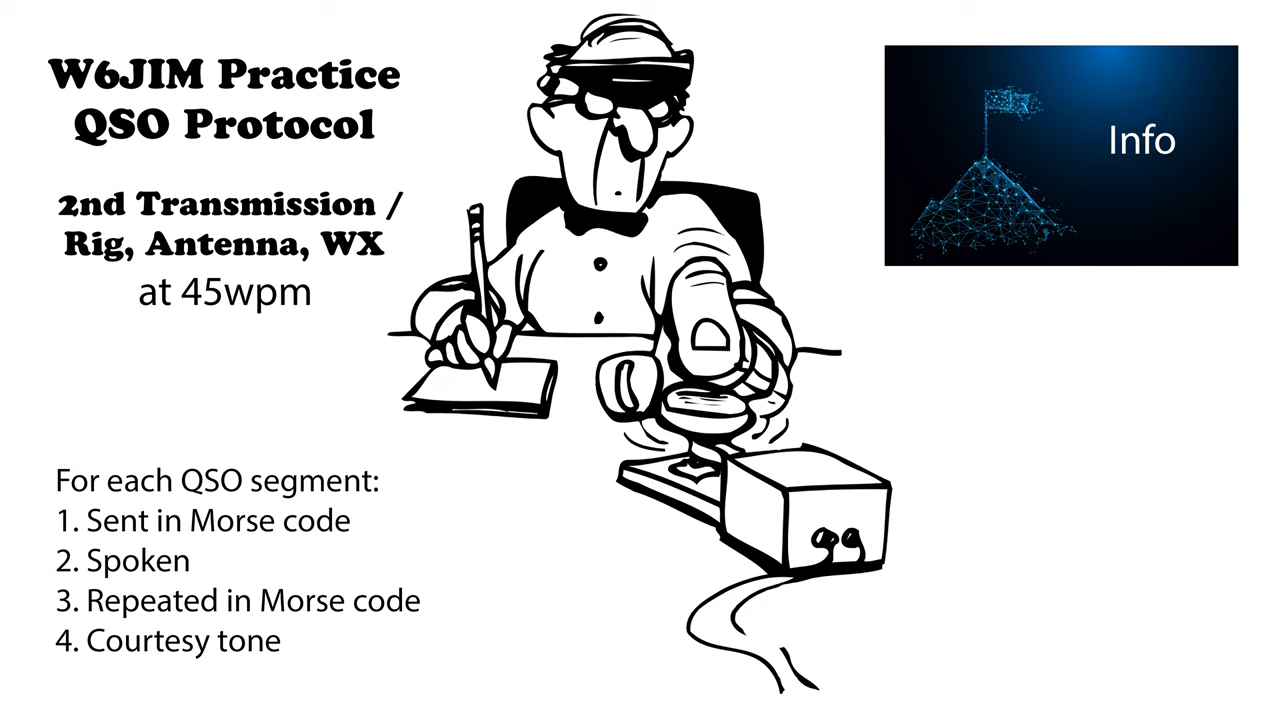 W6JIM Practice
QSO Protocol
2nd Transmission /
Rig, Antenna, WX
at 45wpm
Info
For each QSO segment:
1. Sent in Morse code
2. Spoken
3. Repeated in Morse code
4. Courtesy tone